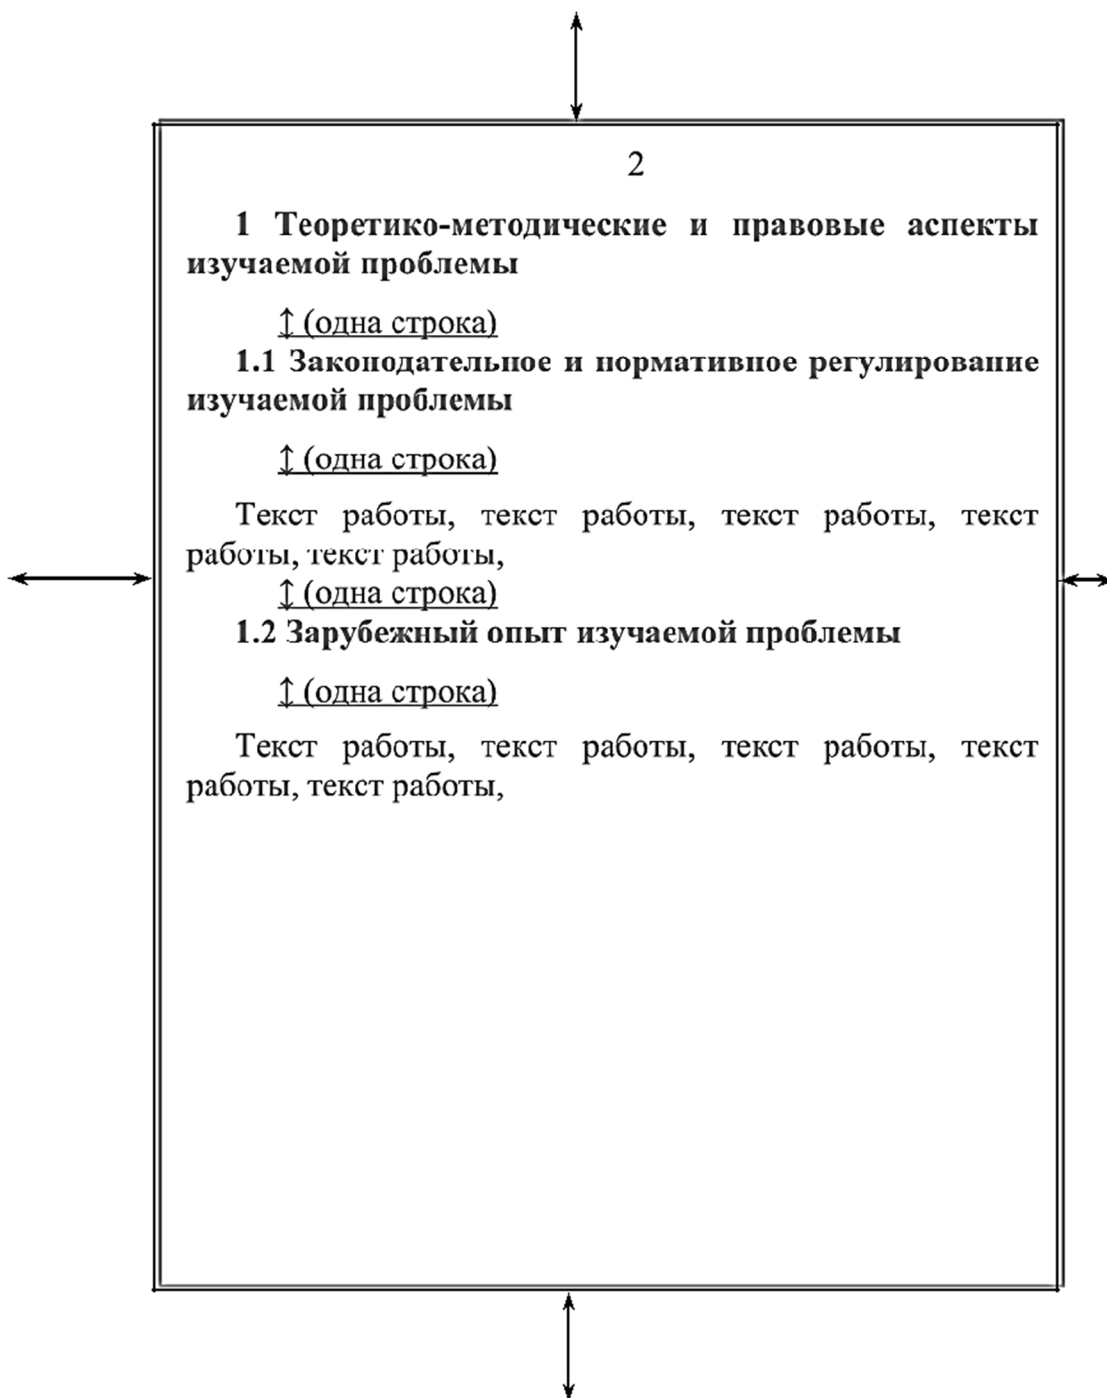 2
1 Теоретико-методические и правовые аспекты
изучаемой проблемы
↕ (одна строка)
1.1 Законодательное и нормативное регулирование
изучаемой проблемы
↕ (одна строка)
Текст работы, текст работы, текст работы, текст
работы, текст работы,
↕ (одна строка)
1.2 Зарубежный опыт изучаемой проблемы
↕ (одна строка)
Текст работы, текст работы, текст работы, текст
работы, текст работы,